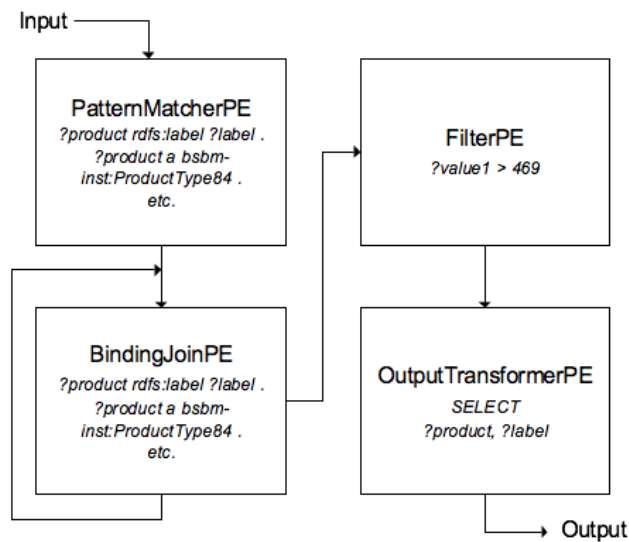 Input
PatternMatcherPE
?product rdfs:label ?label .
?product a bsbm-
inst:ProductType84 .
etc.
BindingJoinPE
?product rdfs:label ?label .
?product a bsbm-
inst:ProductType84 .
etc.
FilterPE
?value1 > 469
OutputTransformerPE
SELECT
?product, ?label
Output